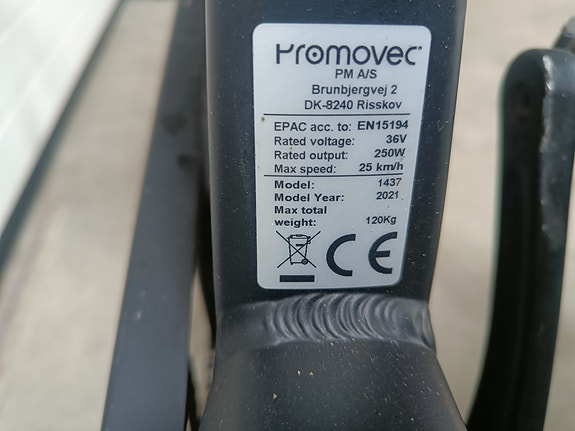 Promovec
PM A/S
Brunbjergvej 2
DK-8240 Risskov
EPAC acc. to: EN15194
Rated voltage: 36V
Rated output: 250W
Max speed: 25 km/h
Model: 1437
Model Year: 2021
Max total
weight: 120Kg
CE